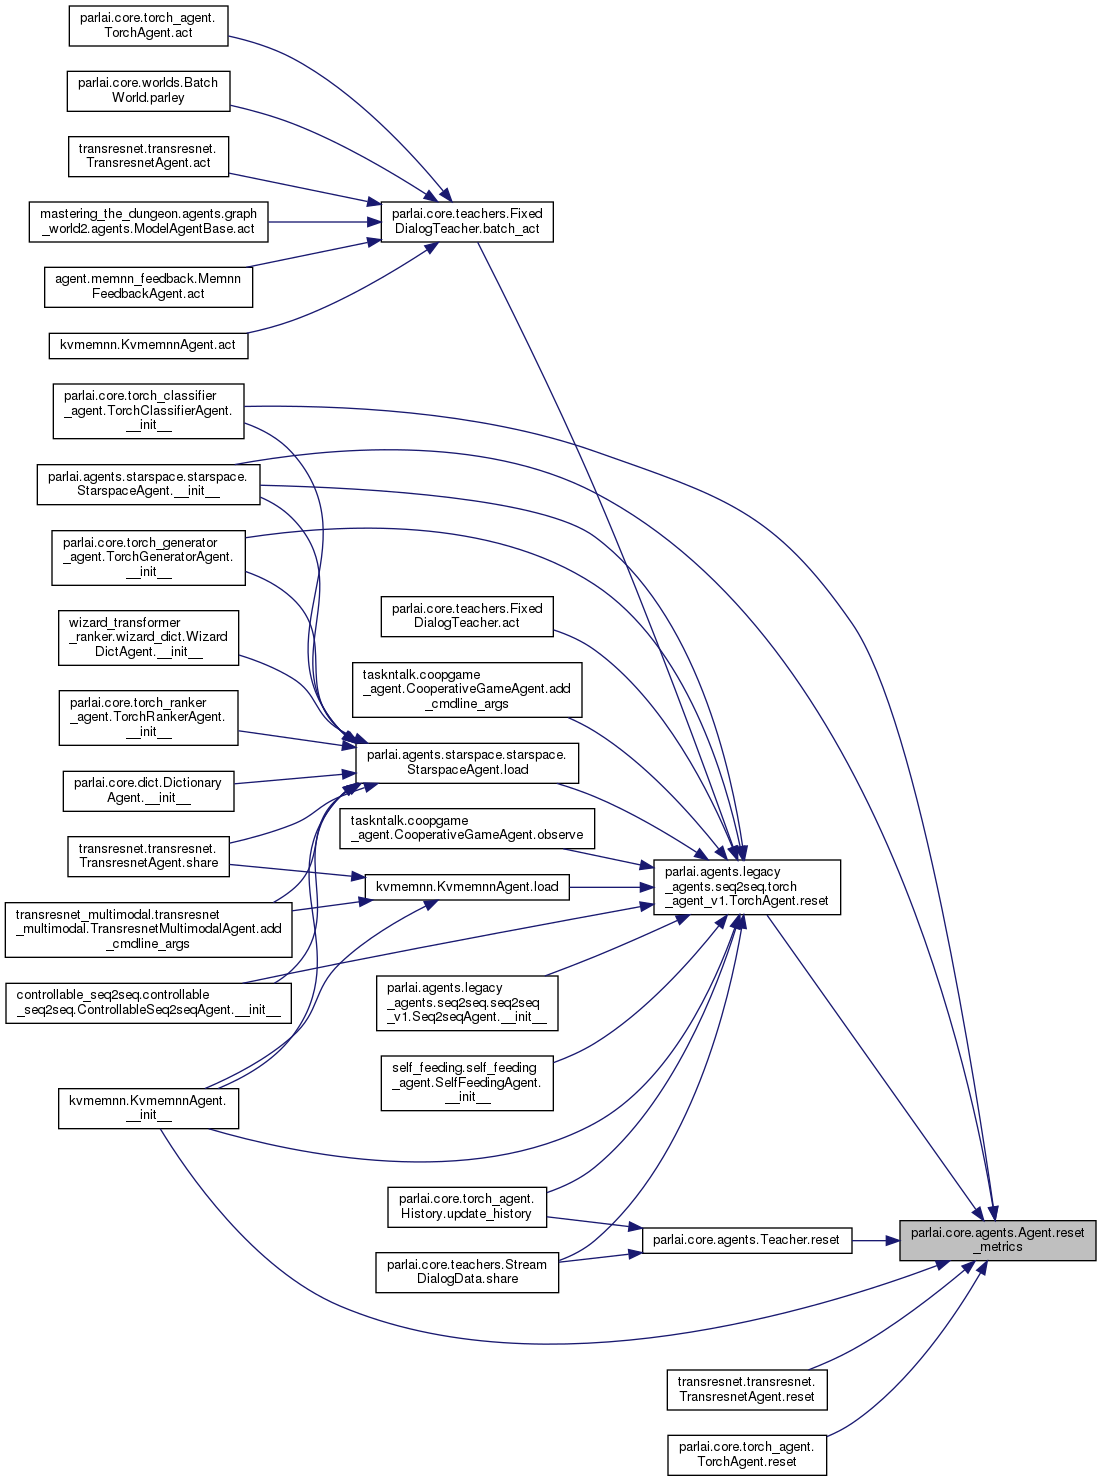 parlai.core.torch_agent.
TorchAgent.act
parlai.core.worlds.Batch
World.parley
transresnet.transresnet.
TransresnetAgent.act
mastering_the_dungeon.agents.graph
_world2.agents.ModelAgentBase.act
agent.memnn_feedback.Memnn
FeedbackAgent.act
kvmemnn.KvmemnnAgent.act
parlai.core.teachers.Fixed
DialogTeacher.batch_act
parlai.core.torch_classifier
_agent.TorchClassifierAgent.
__init__
parlai.agents.starspace.starspace.
StarspaceAgent.__init__
parlai.core.torch_generator
_agent.TorchGeneratorAgent.
__init__
wizard_transformer
_ranker.wizard_dict.Wizard
DictAgent.__init__
parlai.core.torch_ranker
_agent.TorchRankerAgent.
__init__
parlai.core.dict.Dictionary
Agent.__init__
transresnet.transresnet.
TransresnetAgent.share
transresnet_multimodal.transresnet
_multimodal.TransresnetMultimodalAgent.add
_cmdline_args
controllable_seq2seq.controllable
_seq2seq.ControllableSeq2seqAgent.__init__
kvmemnn.KvmemnnAgent.
__init__
parlai.core.teachers.Fixed
DialogTeacher.act
taskntalk.coopgame
_agent.CooperativeGameAgent.add
_cmdline_args
parlai.agents.starspace.starspace.
StarspaceAgent.load
taskntalk.coopgame
_agent.CooperativeGameAgent.observe
kvmemnn.KvmemnnAgent.load
parlai.agents.legacy
_agents.seq2seq.seq2seq
_v1.Seq2seqAgent.__init__
self_feeding.self_feeding
_agent.SelfFeedingAgent.
__init__
parlai.core.torch_agent.
History.update_history
parlai.core.teachers.Stream
DialogData.share
parlai.agents.legacy
_agents.seq2seq.torch
_agent_v1.TorchAgent.reset
parlai.core.agents.Teacher.reset
transresnet.transresnet.
TransresnetAgent.reset
parlai.core.torch_agent.
TorchAgent.reset
parlai.core.agents.Agent.reset
_metrics